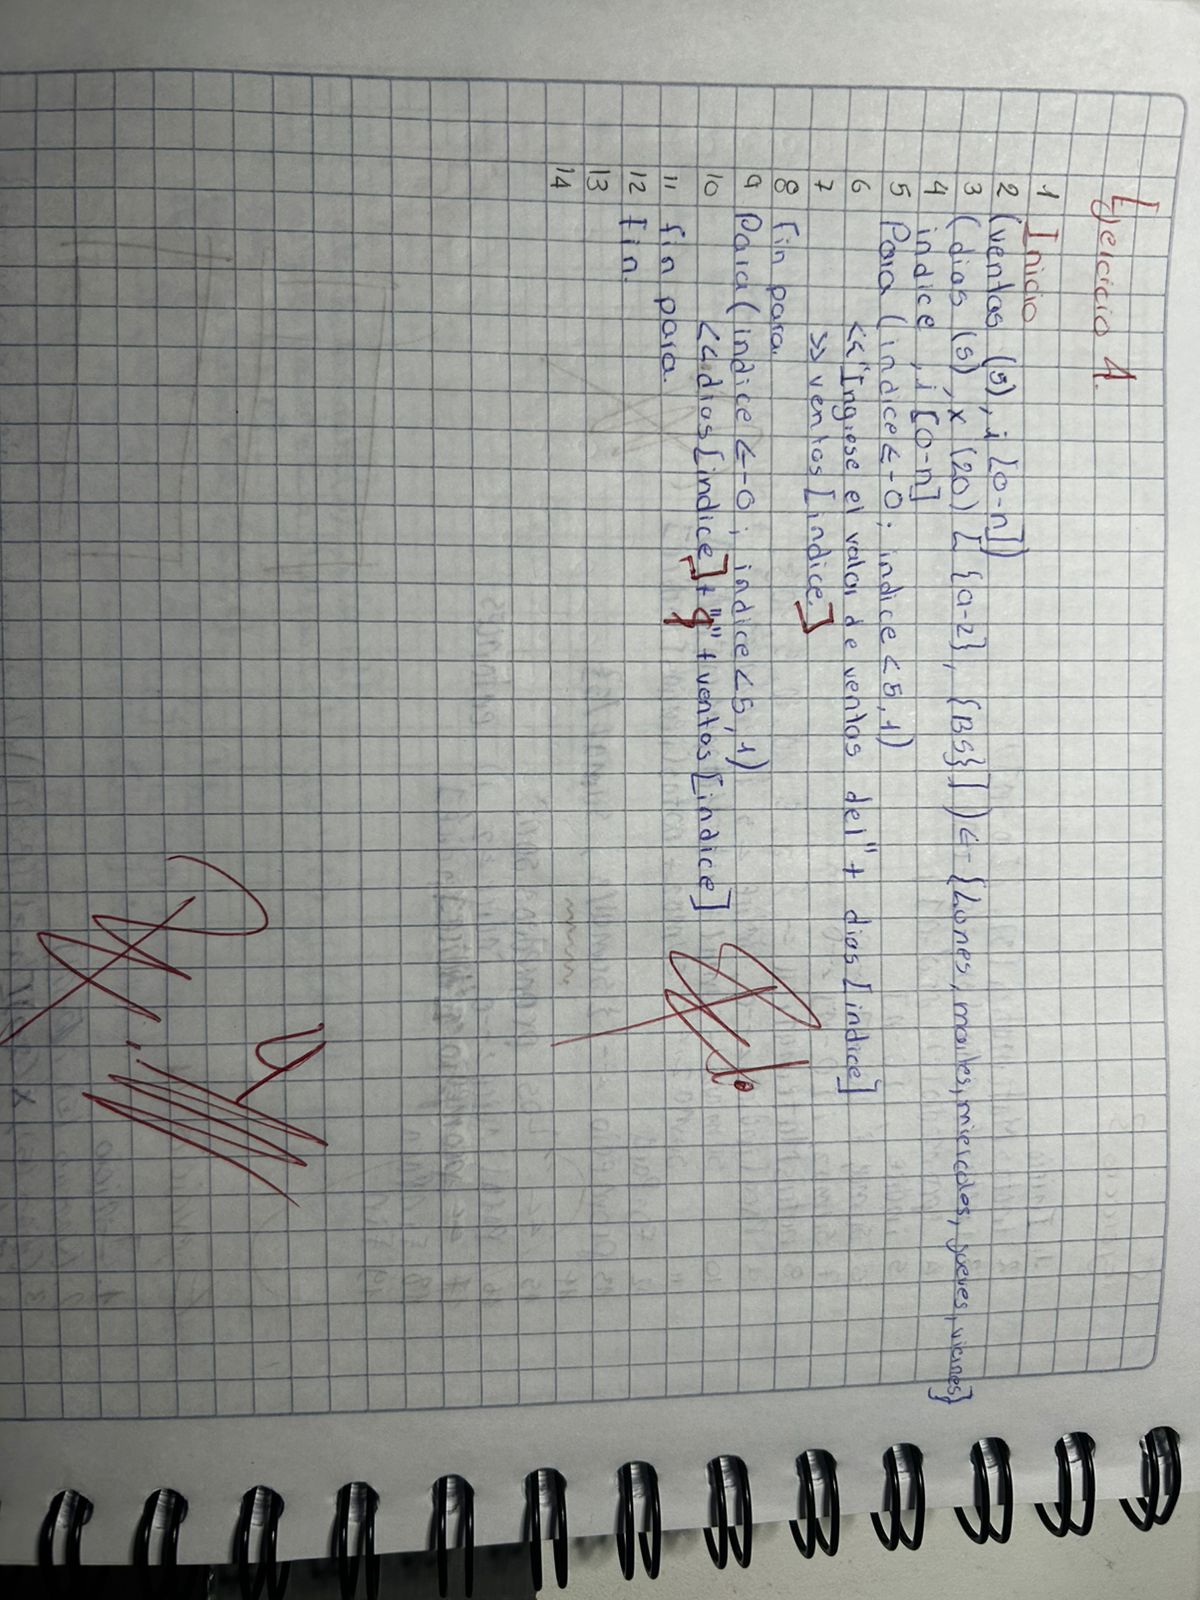 Ejercicio 1.
1 Inicio
2 (ventas (5), i [0-n])
3 (dias (5), x (20) [ {a-z}, {BS} ] ) <- {Lunes, martes, miercoles, jueves, viernes}
4 indice, i [0-n]
5 Para (indice <- 0; indice < 5, 1)
6 << "Ingrese el valor de ventas del" + dias [indice]
7 >> ventas [indice]
8 fin para
9 Para (indice <- 0; indice < 5, 1)
10 << dias [indice] + " " + ventas [indice]
11 fin para.
12 fin.
13
14